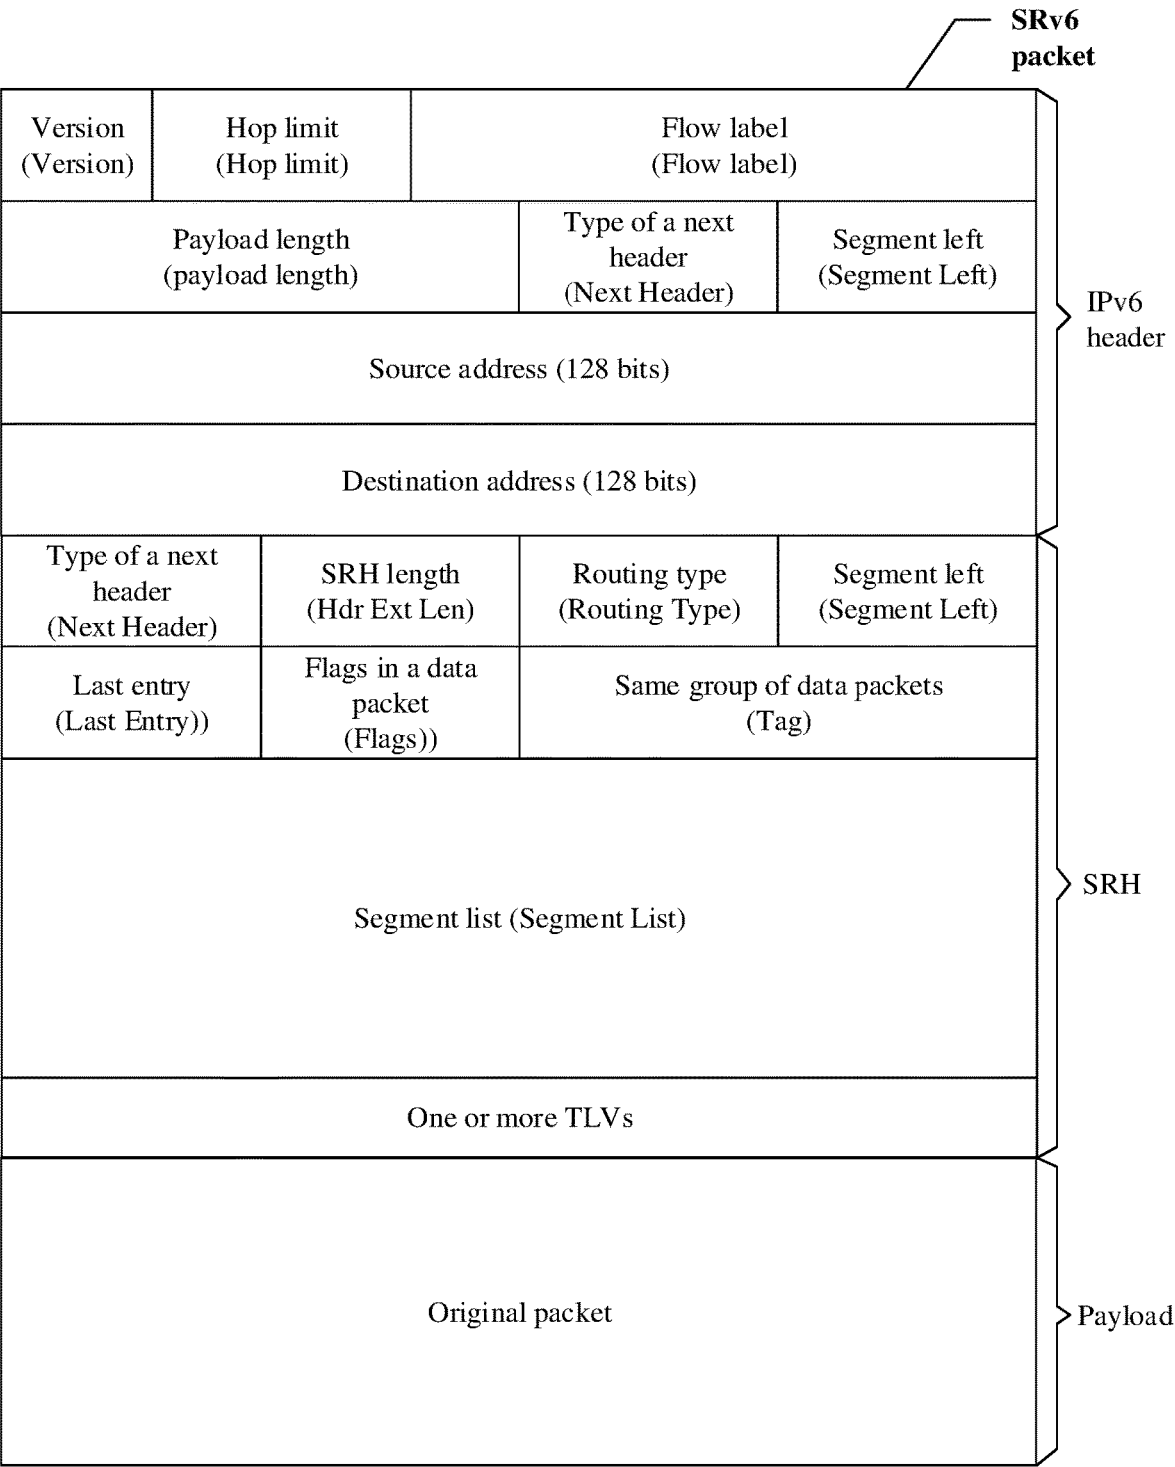 SRv6
packet
Version
(Version)
Hop limit
(Hop limit)
Flow label
(Flow label)
Payload length
(payload length)
Type of a next
header
(Next Header)
Segment left
(Segment Left)
IPv6
header
Source address (128 bits)
Destination address (128 bits)
Type of a next
header
(Next Header)
SRH length
(Hdr Ext Len)
Routing type
(Routing Type)
Segment left
(Segment Left)
Last entry
(Last Entry))
Flags in a data
packet
(Flags))
Same group of data packets
(Tag)
Segment list (Segment List)
SRH
One or more TLVs
Original packet
Payload